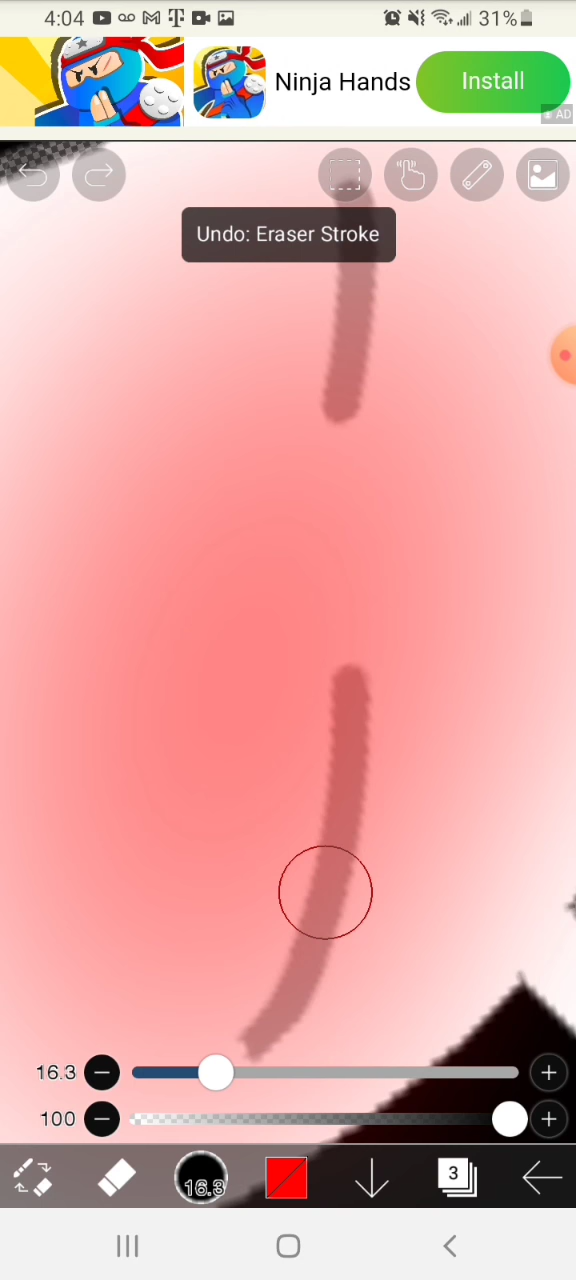 4:04
31%
Ninja Hands
Install
AD
Undo: Eraser Stroke
16.3
100
16.3
3